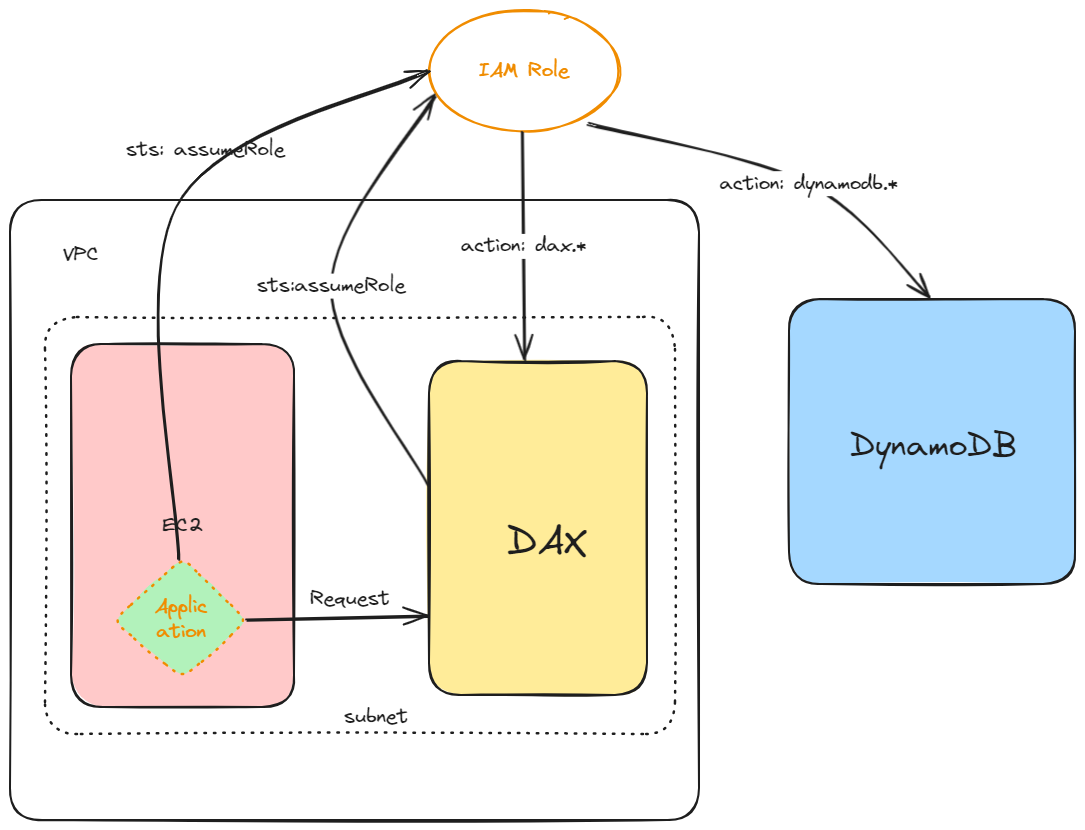 IAM Role
sts: assumeRole
action: dynamodb.*
VPC
action: dax.*
sts:assumeRole
DynamoDB
EC2
DAX
Applic
ation
Request
subnet